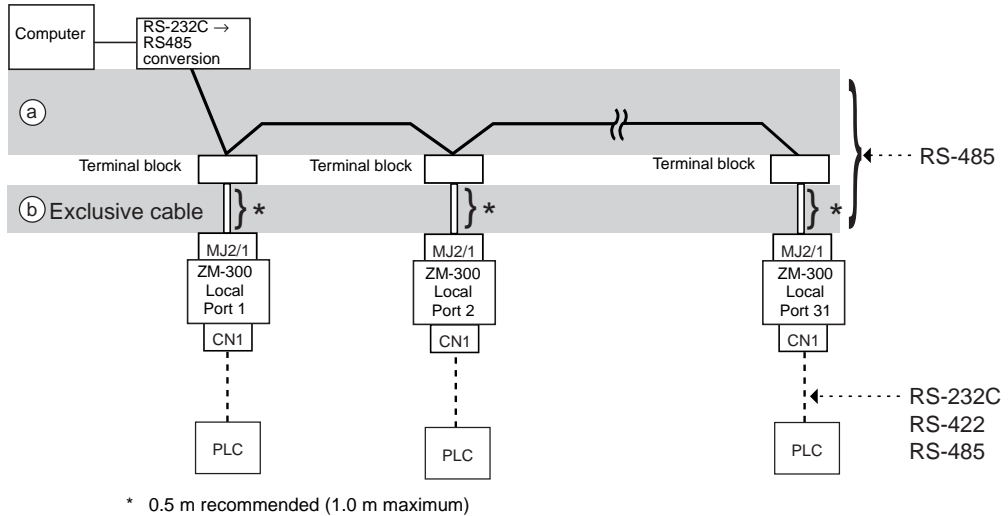 Computer
RS-232C →
RS485
conversion
a
Terminal block
Terminal block
Terminal block
RS-485
b Exclusive cable
*
*
*
MJ2/1
MJ2/1
MJ2/1
ZM-300
Local
Port 1
ZM-300
Local
Port 2
ZM-300
Local
Port 31
CN1
CN1
CN1
RS-232C
RS-422
RS-485
PLC
PLC
PLC
* 0.5 m recommended (1.0 m maximum)